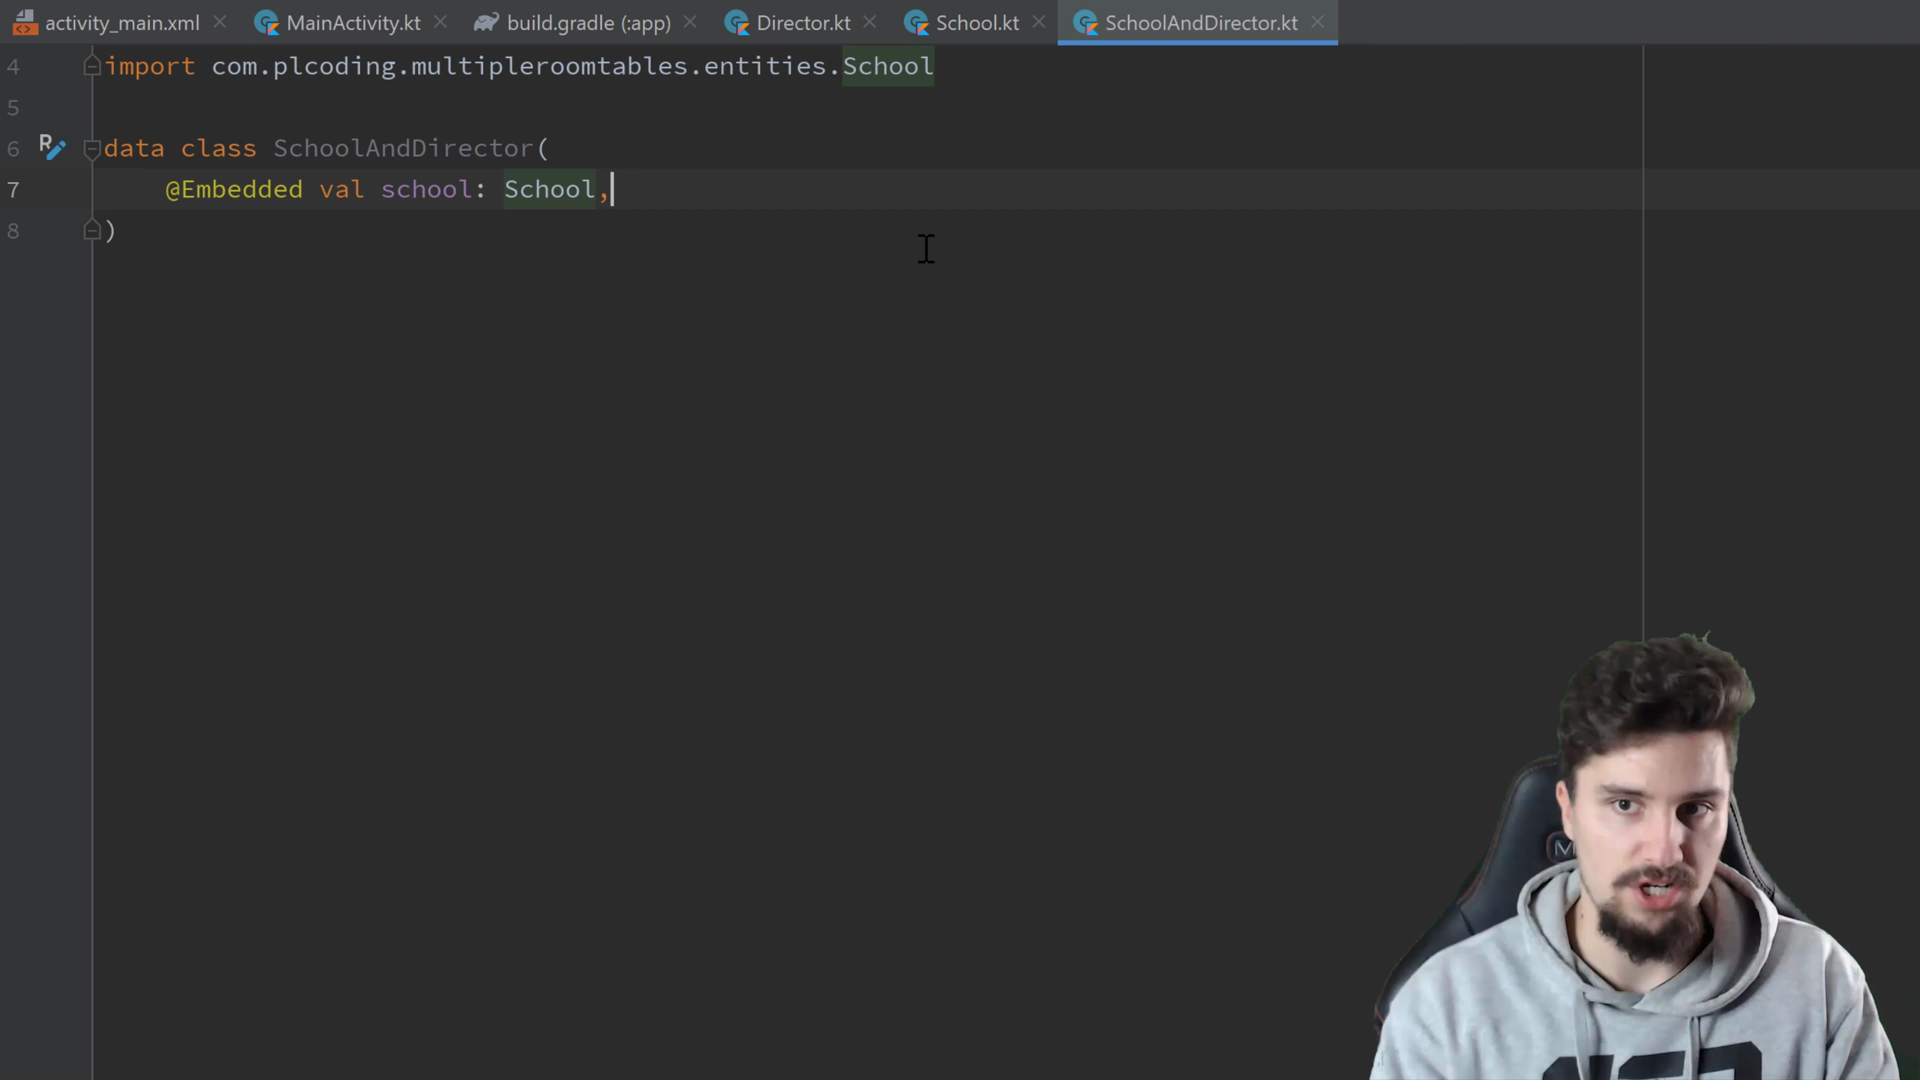 activity_main.xml MainActivity.kt build.gradle (:app) Director.kt School.kt SchoolAndDirector.kt
4 import com.plcoding.multipleroomtables.entities.School
5
6 data class SchoolAndDirector(
7 @Embedded val school: School,
8 )